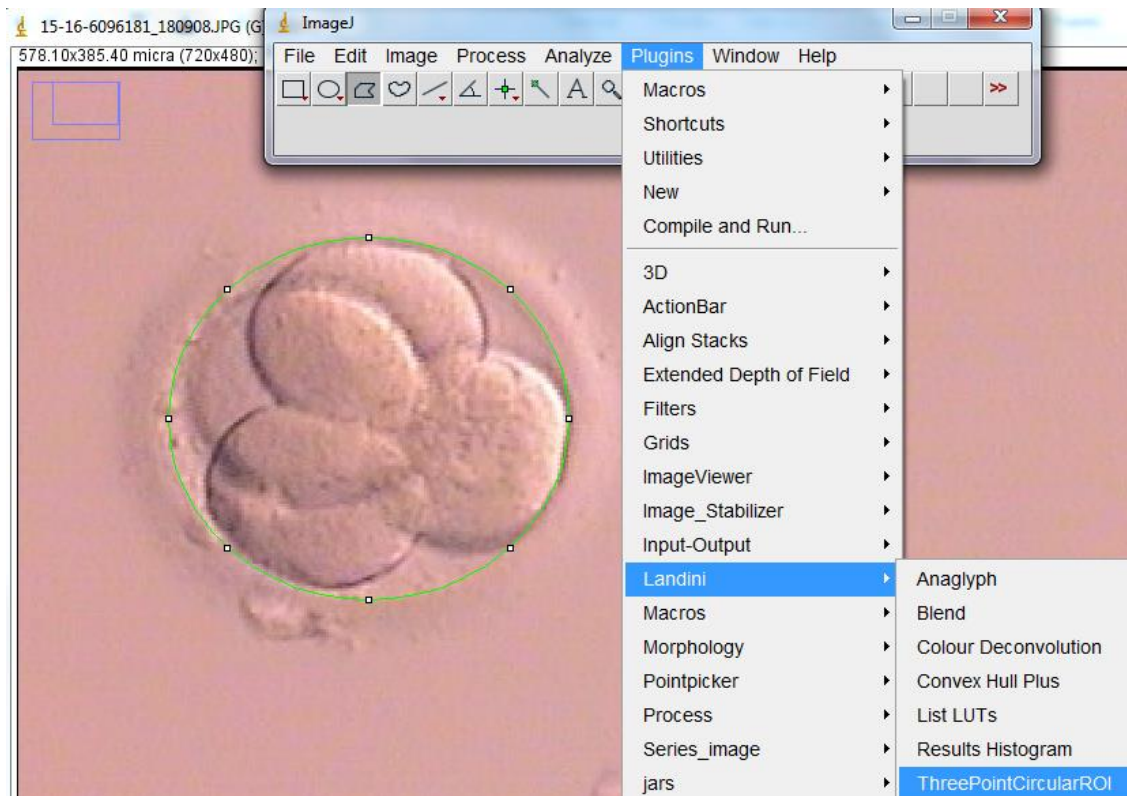 15-16-6096181_180908.JPG (G
ImageJ
578.10x385.40 micra (720x480);
File Edit Image Process Analyze Plugins Window Help
A >>
Macros
Shortcuts
Utilities
New
Compile and Run...
3D
ActionBar
Align Stacks
Extended Depth of Field
Filters
Grids
ImageViewer
Image_Stabilizer
Input-Output
Landini
Macros
Morphology
Pointpicker
Process
Series_image
jars
Anaglyph
Blend
Colour Deconvolution
Convex Hull Plus
List LUTs
Results Histogram
ThreePointCircularROI